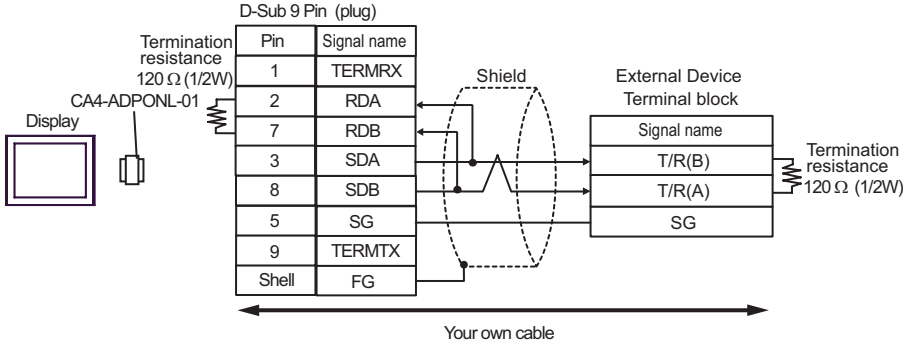 D-Sub 9 Pin (plug)
Termination
resistance
120 Ω (1/2W)
CA4-ADPONL-01
Display
Pin Signal name
1 TERMRX
2 RDA
7 RDB
3 SDA
8 SDB
5 SG
9 TERMTX
Shell FG
Shield
External Device
Terminal block
Signal name
T/R(B)
T/R(A)
SG
Termination
resistance
120 Ω (1/2W)
Your own cable